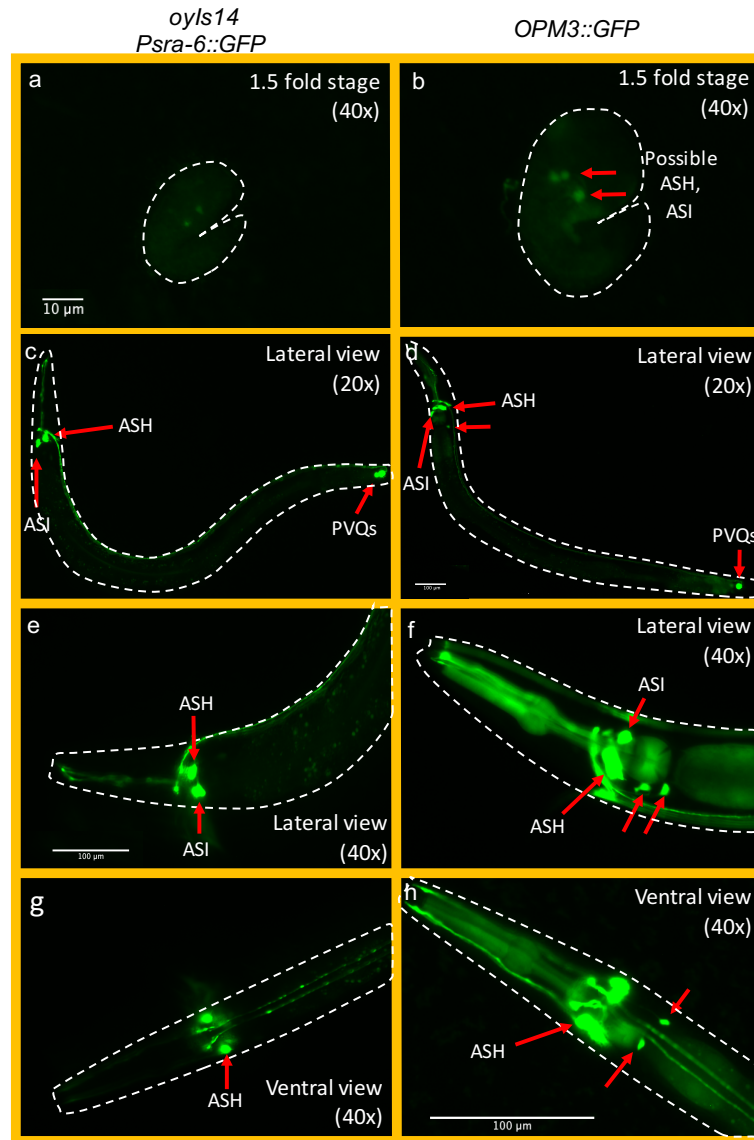 oyIs14
Psra-6::GFP
OPM3::GFP
a
1.5 fold stage
(40x)
10 µm
b
1.5 fold stage
(40x)
Possible
ASH,
ASI
c
Lateral view
(20x)
ASH
ASI
PVQs
d
Lateral view
(20x)
ASH
ASI
PVQs
100 µm
e
ASH
ASI
Lateral view
(40x)
100 µm
f
Lateral view
(40x)
ASI
ASH
g
ASH
Ventral view
(40x)
h
Ventral view
(40x)
ASH
100 µm